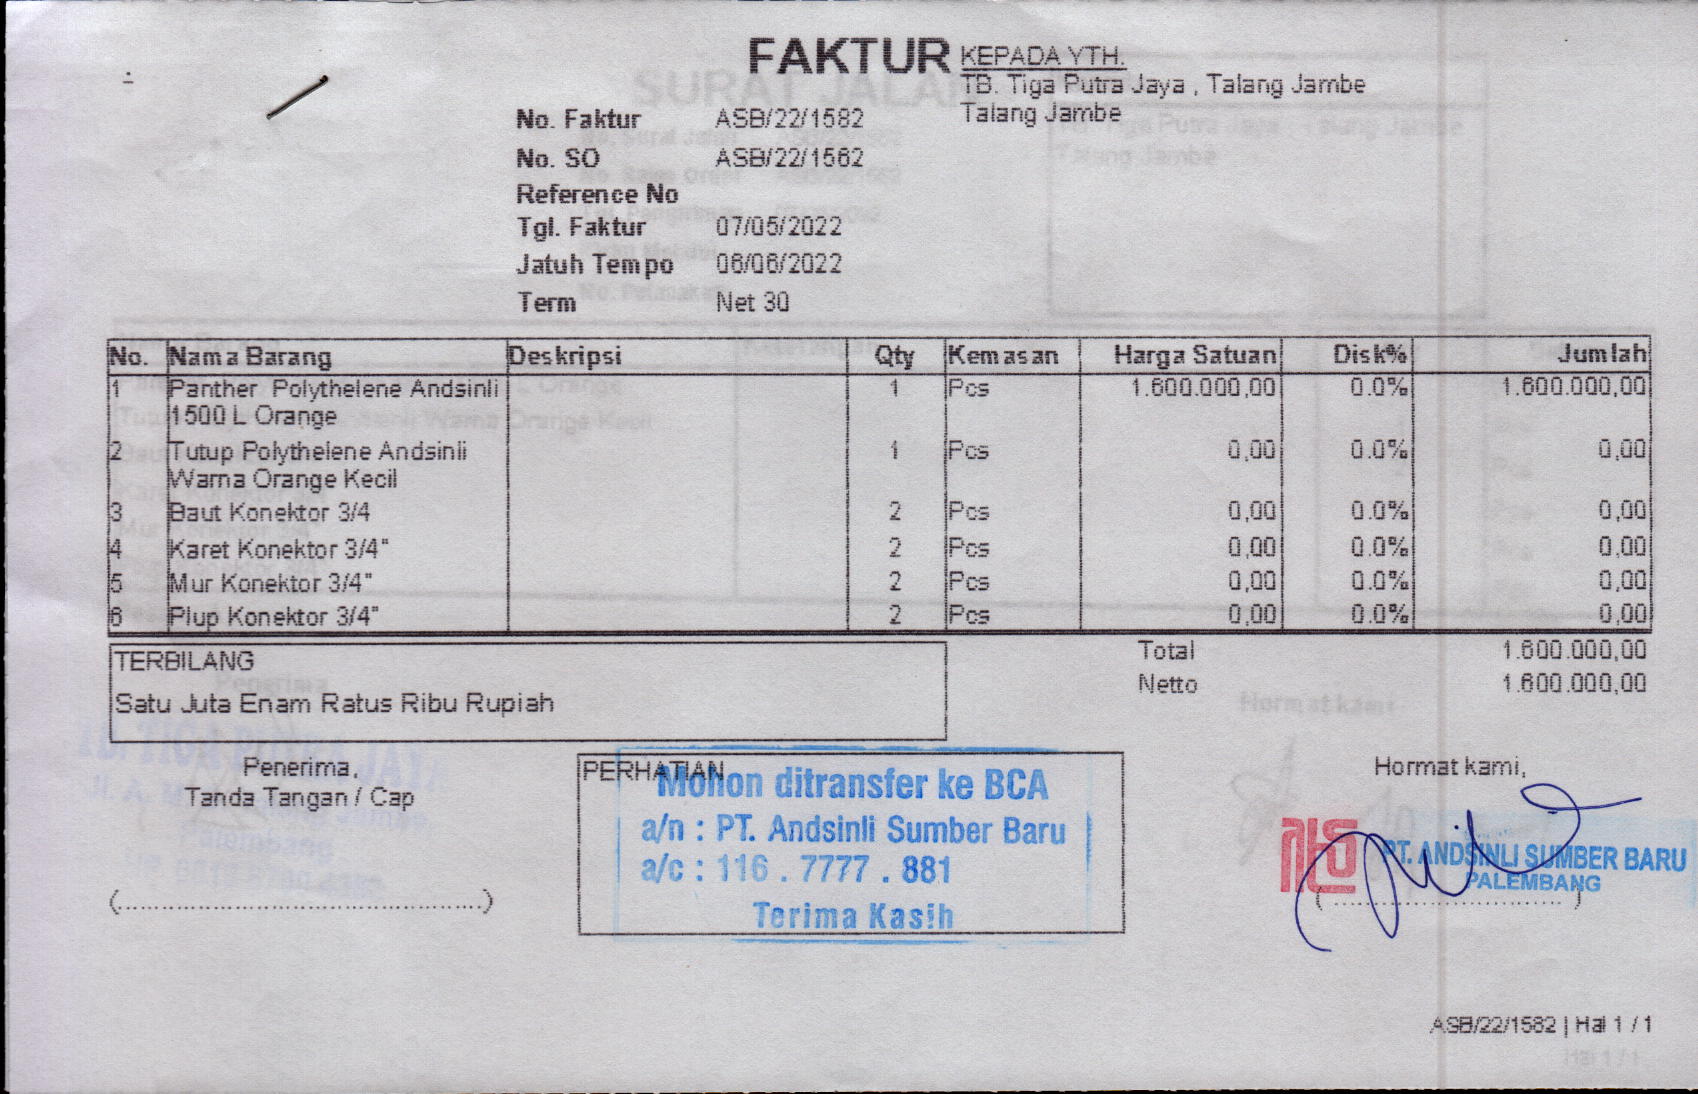 FAKTUR
KEPADA YTH.
TB. Tiga Putra Jaya , Talang Jambe
Talang Jambe
No. Faktur ASB/22/1582
No. SO ASB/22/1562
Reference No
Tgl. Faktur 07/05/2022
Jatuh Tempo 06/06/2022
Term Net 30
No. Nama Barang Deskripsi Qty Kemasan Harga Satuan Disk% Jumlah
1 Panther Polythelene Andsinli 1 Pcs 1.600.000,00 0.0% 1.600.000,00
1500 L Orange
2 Tutup Polythelene Andsinli 1 Pcs 0,00 0.0% 0,00
Warna Orange Kecil
3 Baut Konektor 3/4 2 Pcs 0,00 0.0% 0,00
4 Karet Konektor 3/4" 2 Pcs 0,00 0.0% 0,00
5 Mur Konektor 3/4" 2 Pcs 0,00 0.0% 0,00
6 Plup Konektor 3/4" 2 Pcs 0,00 0.0% 0,00
TERBILANG
Satu Juta Enam Ratus Ribu Rupiah
Total 1.600.000,00
Netto 1.600.000,00
Penerima,
Tanda Tangan / Cap
(....................................................)
PERHATIAN
Mohon ditransfer ke BCA
a/n : PT. Andsinli Sumber Baru
a/c : 116 . 7777 . 881
Terima Kasih
Hormat kami,
PT. ANDSINLI SUMBER BARU
PALEMBANG
( ................................ )
ASB/22/1582 | Hal 1 / 1